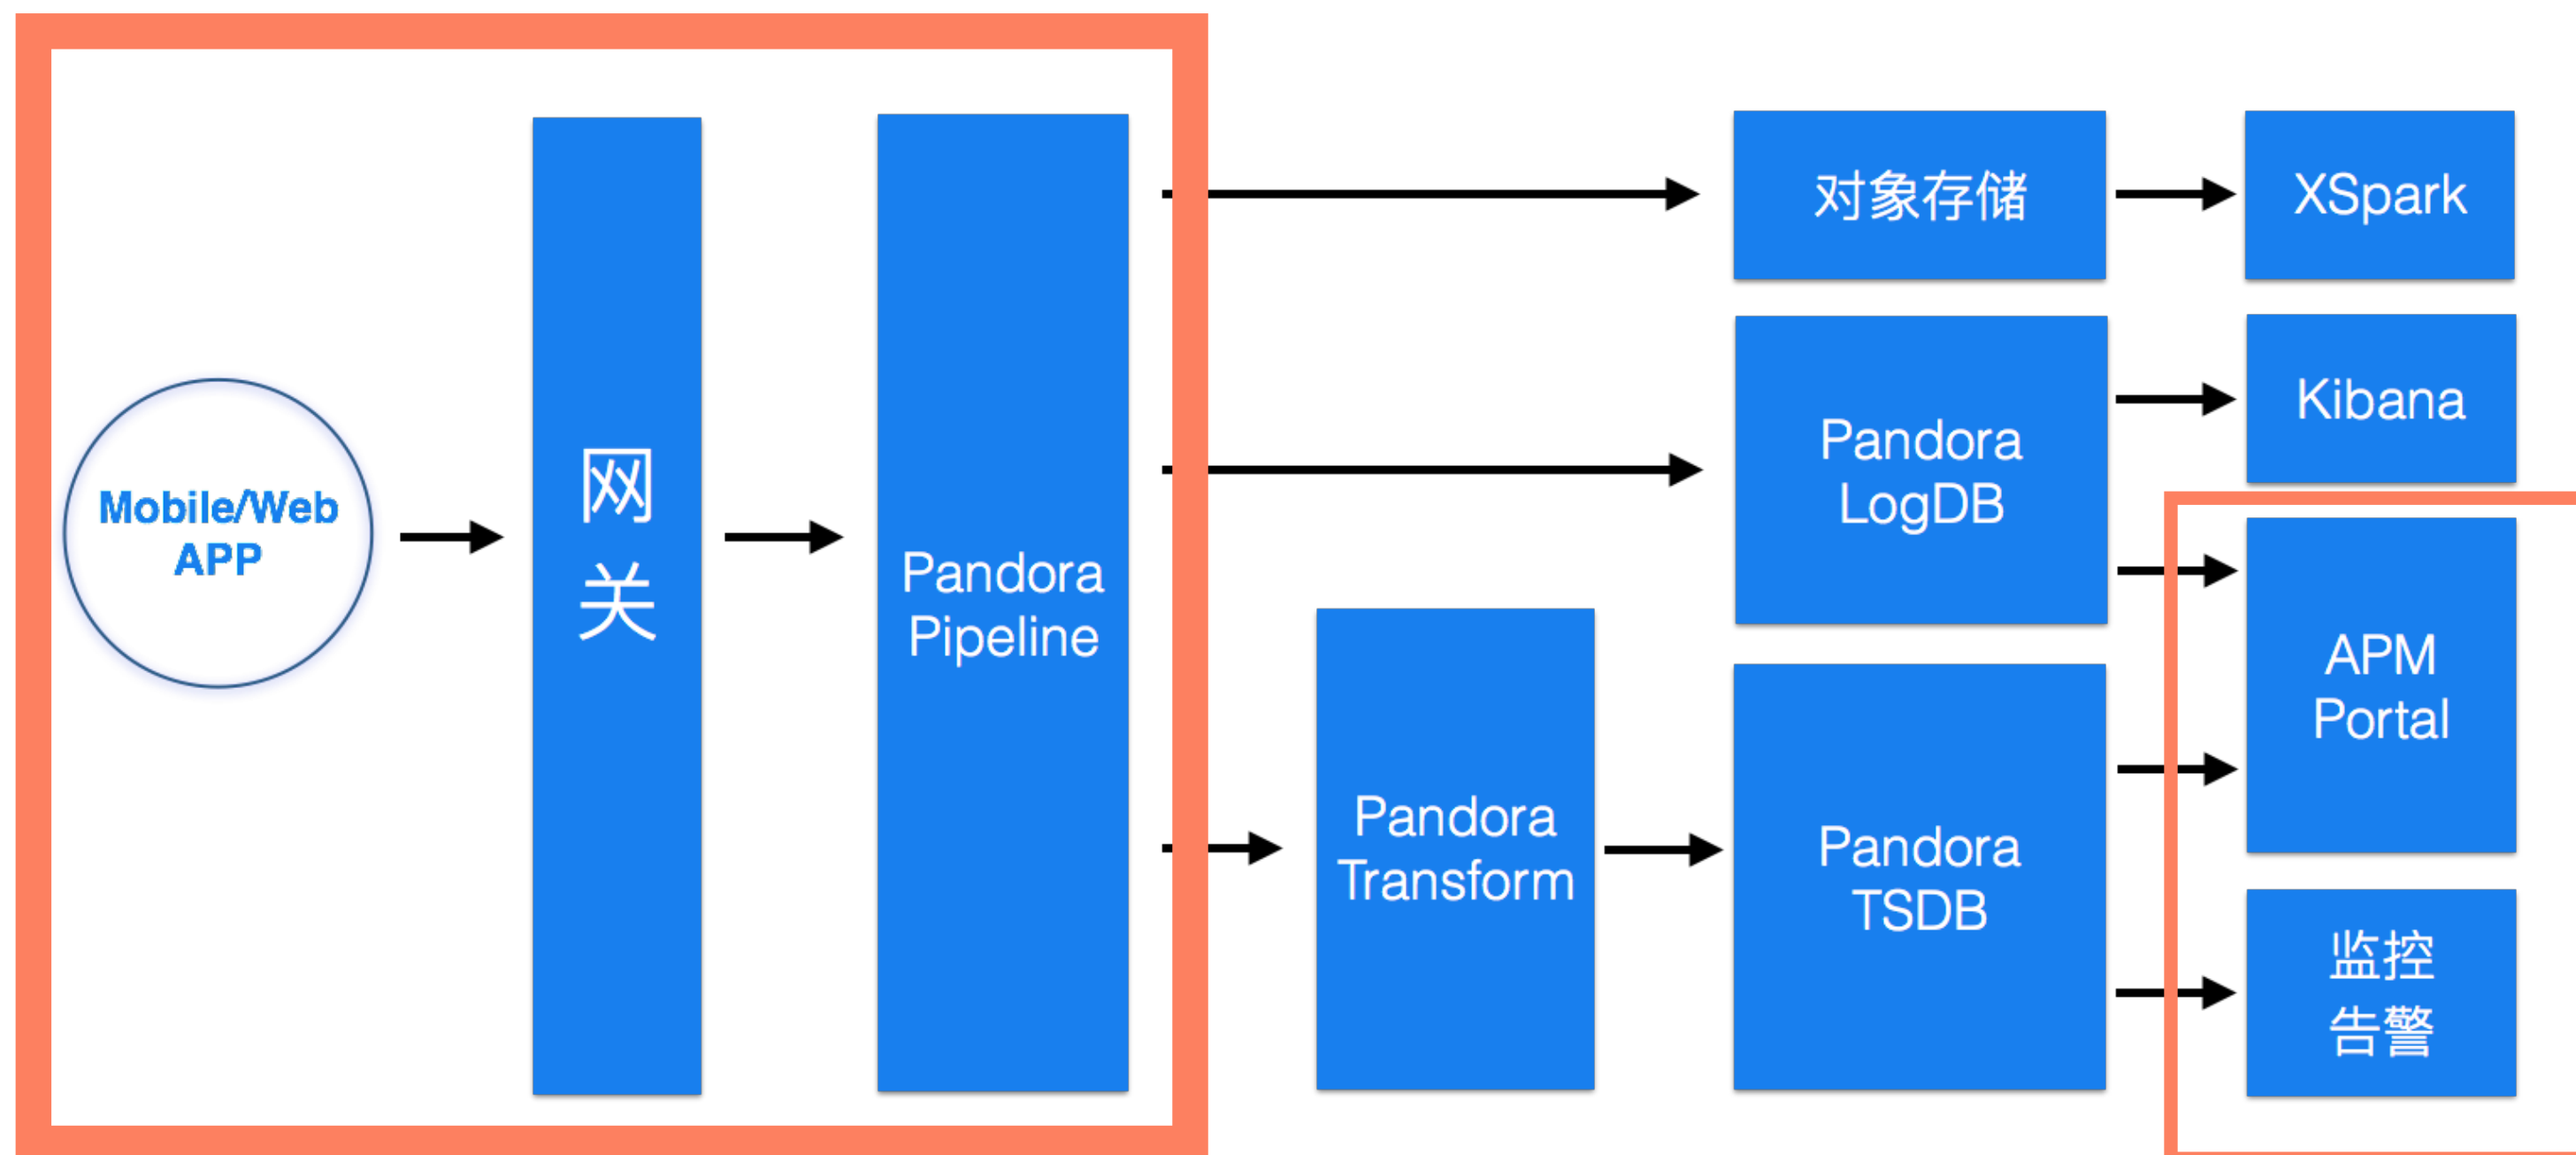 Mobile/Web
APP
网
关
Pandora
Pipeline
Pandora
Transform
对象存储
Pandora
LogDB
Pandora
TSDB
XSpark
Kibana
APM
Portal
监控
告警